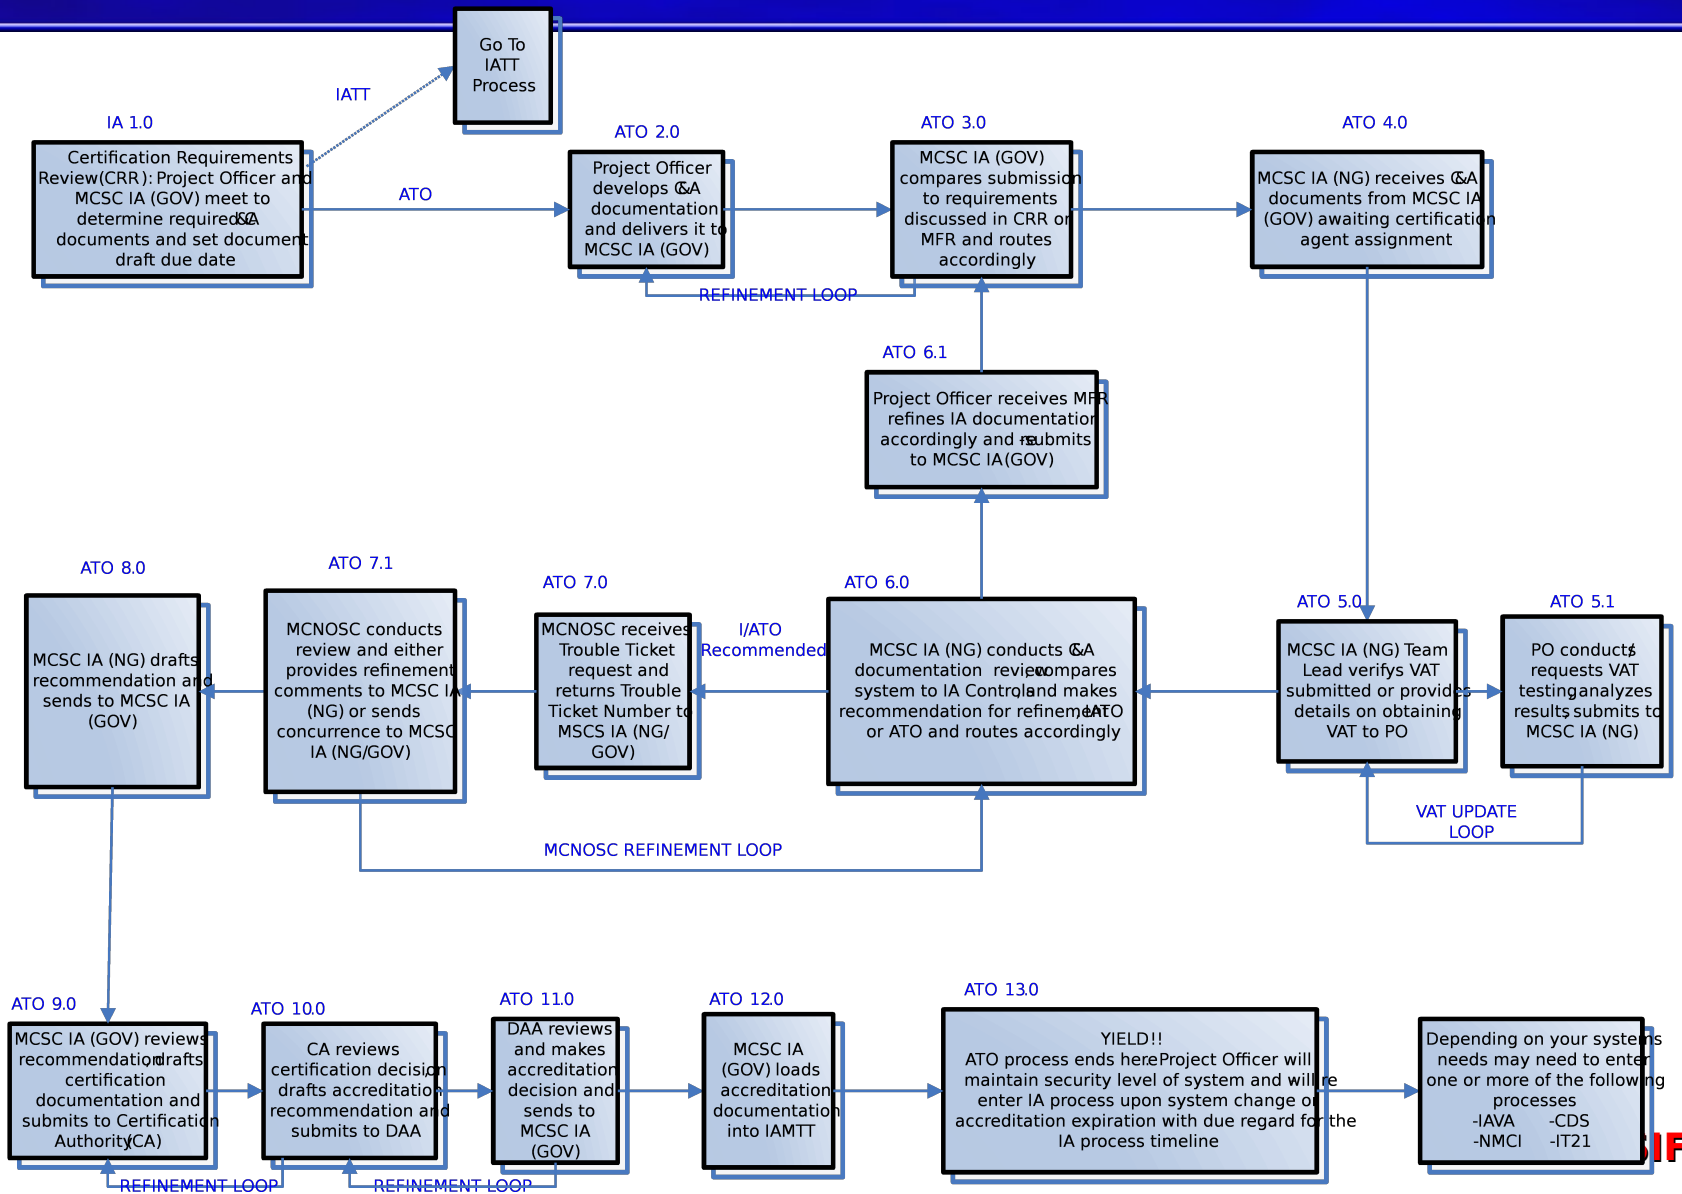 Go To
IATT
Process
IATT
IA 1.0
Certification Requirements
Review(CRR): Project Officer and
MCSC IA (GOV) meet to
determine required C&A
documents and set document
draft due date
ATO
ATO 2.0
Project Officer
develops C&A
documentation
and delivers it to
MCSC IA (GOV)
ATO 3.0
MCSC IA (GOV)
compares submission
to requirements
discussed in CRR or
MFR and routes
accordingly
ATO 4.0
MCSC IA (NG) receives C&A
documents from MCSC IA
(GOV) awaiting certification
agent assignment
REFINEMENT LOOP
ATO 6.1
Project Officer receives MFR
refines IA documentation
accordingly and re-submits
to MCSC IA (GOV)
ATO 8.0
MCSC IA (NG) drafts
recommendation and
sends to MCSC IA
(GOV)
ATO 7.1
MCNOSC conducts
review and either
provides refinement
comments to MCSC IA
(NG) or sends
concurrence to MCSC
IA (NG/GOV)
ATO 7.0
MCNOSC receives
Trouble Ticket
request and
returns Trouble
Ticket Number to
MSCS IA (NG/
GOV)
I/ATO
Recommended
ATO 6.0
MCSC IA (NG) conducts C&A
documentation review, compares
system to IA Controls, and makes
recommendation for refinement, IATO
or ATO and routes accordingly
ATO 5.0
MCSC IA (NG) Team
Lead verifys VAT
submitted or provides
details on obtaining
VAT to PO
ATO 5.1
PO conducts/
requests VAT
testing, analyzes
results, submits to
MCSC IA (NG)
VAT UPDATE
LOOP
MCNOSC REFINEMENT LOOP
ATO 9.0
MCSC IA (GOV) reviews
recommendation, drafts
certification
documentation and
submits to Certification
Authority (CA)
ATO 10.0
CA reviews
certification decision,
drafts accreditation
recommendation and
submits to DAA
ATO 11.0
DAA reviews
and makes
accreditation
decision and
sends to
MCSC IA
(GOV)
ATO 12.0
MCSC IA
(GOV) loads
accreditation
documentation
into IAMTT
ATO 13.0
YIELD!!
ATO process ends here. Project Officer will
maintain security level of system and will re-
enter IA process upon system change or
accreditation expiration with due regard for the
IA process timeline
Depending on your systems
needs may need to enter
one or more of the following
processes
-IAVA -CDS
-NMCI -IT21
REFINEMENT LOOP
REFINEMENT LOOP